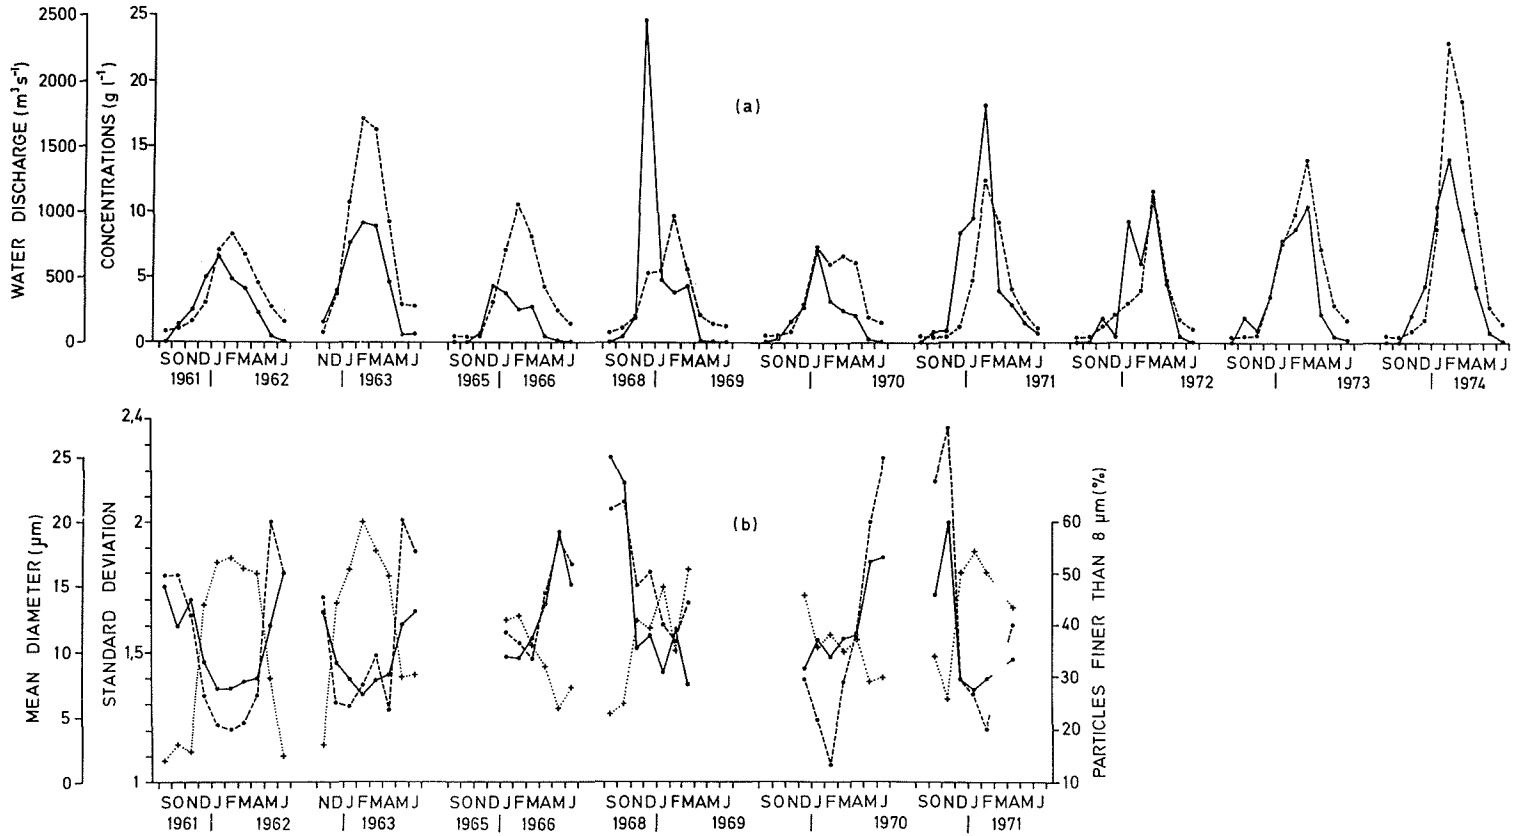 WATER DISCHARGE (m³s⁻¹)
2500
2000
1500
1000
500
0
CONCENTRATIONS (g l⁻¹)
25
20
15
10
5
0
(a)
SONDJFMAMJ
1961 | 1962
NDJFMAMJ
| 1963
SONDJFMAMJ
1965 | 1966
SONDJFMAMJ
1968 | 1969
SONDJFMAMJ
| 1970
SONDJFMAMJ
| 1971
SONDJFMAMJ
| 1972
SONDJFMAMJ
| 1973
SONDJFMAMJ
| 1974
MEAN DIAMETER (µm)
25
20
15
10
5
0
STANDARD DEVIATION
2,4
2
1,5
1
(b)
60
50
40
30
20
10
PARTICLES FINER THAN 8 µm (%)
SONDJFMAMJ
1961 | 1962
NDJFMAMJ
| 1963
SONDJFMAMJ
1965 | 1966
SONDJFMAMJ
1968 | 1969
SONDJFMAMJ
| 1970
SONDJFMAMJ
| 1971